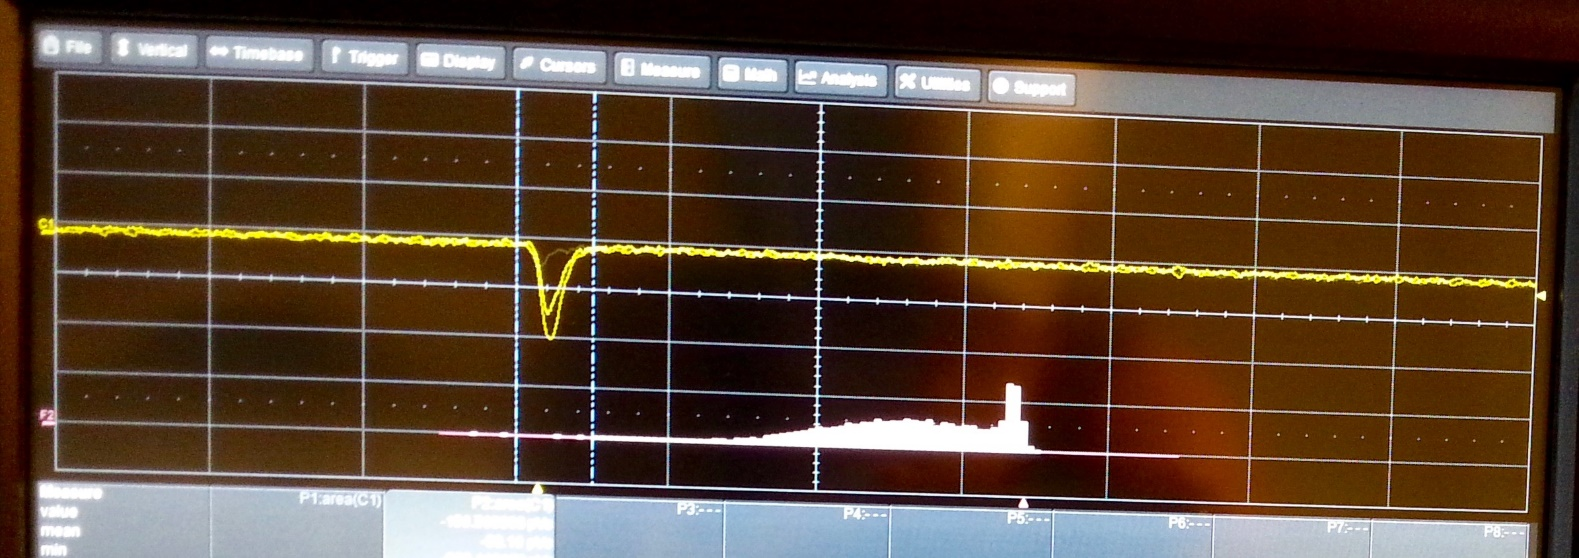 File Vertical Timebase Trigger Display Cursors Measure Math Analysis Utilities Support
C1
F2
Measure P1:area(C1) P3:--- P4:--- P5:--- P6:--- P7:--- P8:---
value
mean
min